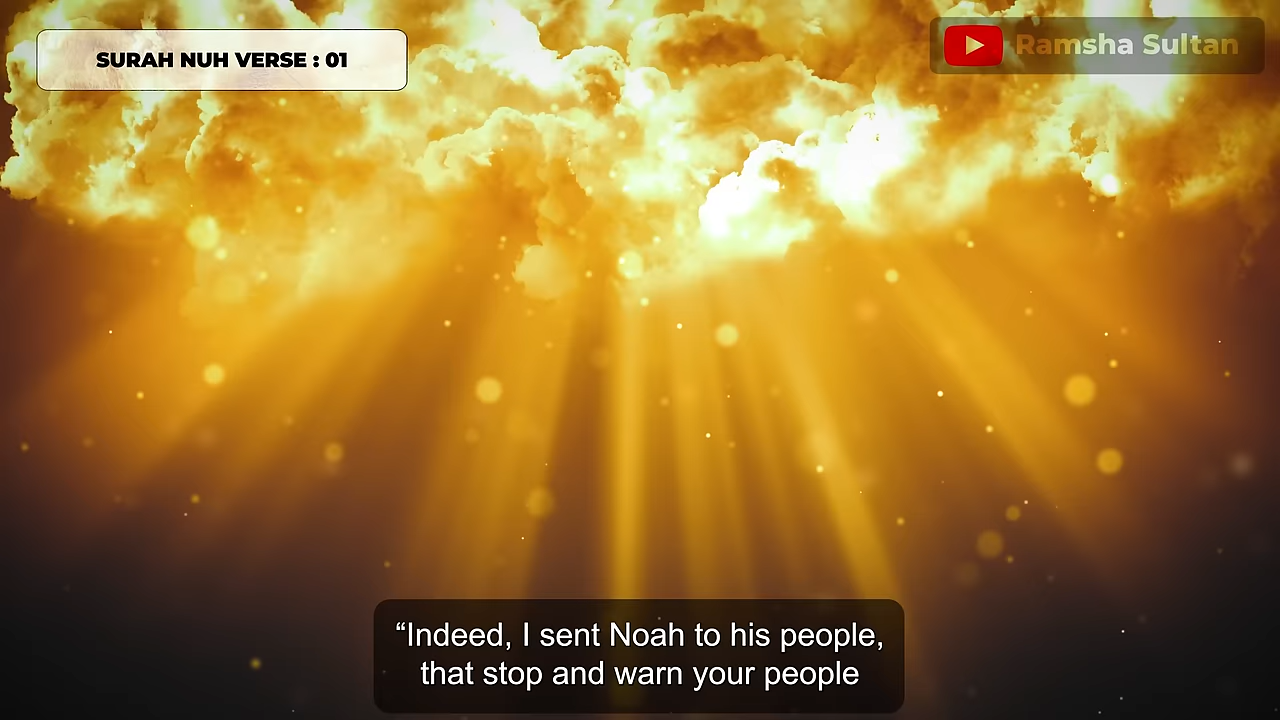 SURAH NUH VERSE : 01
Ramsha Sultan
“Indeed, I sent Noah to his people,
that stop and warn your people